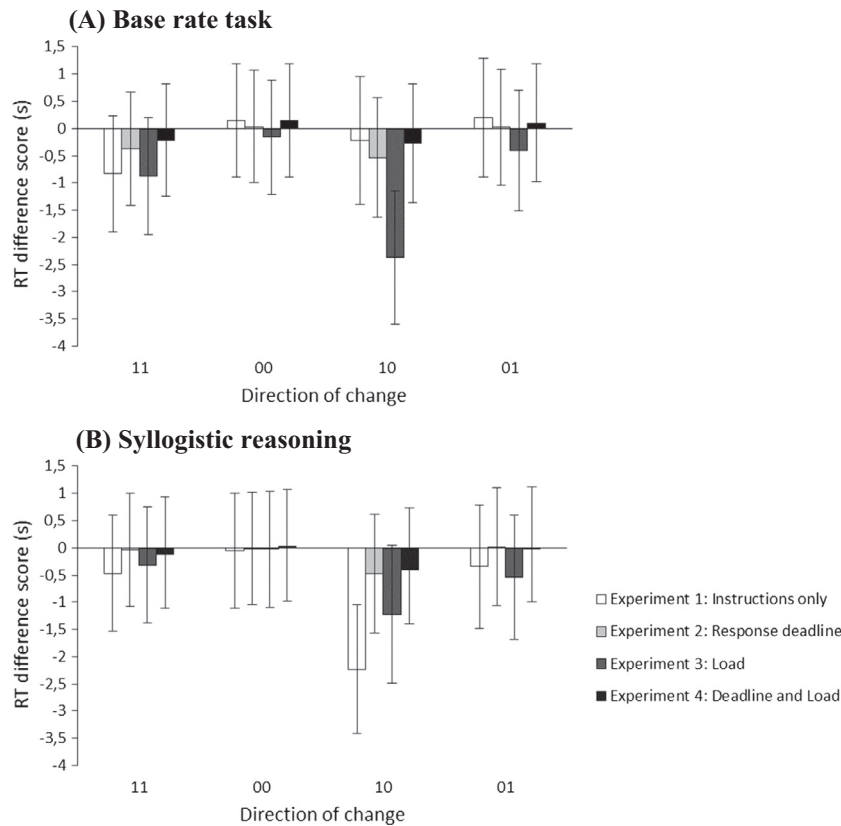 (A) Base rate task
1,5
1
0,5
0
-0,5
-1
-1,5
-2
-2,5
-3
-3,5
-4
RT difference score (s)
11 00 10 01
Direction of change
(B) Syllogistic reasoning
1,5
1
0,5
0
-0,5
-1
-1,5
-2
-2,5
-3
-3,5
-4
RT difference score (s)
11 00 10 01
Direction of change
Experiment 1: Instructions only
Experiment 2: Response deadline
Experiment 3: Load
Experiment 4: Deadline and Load